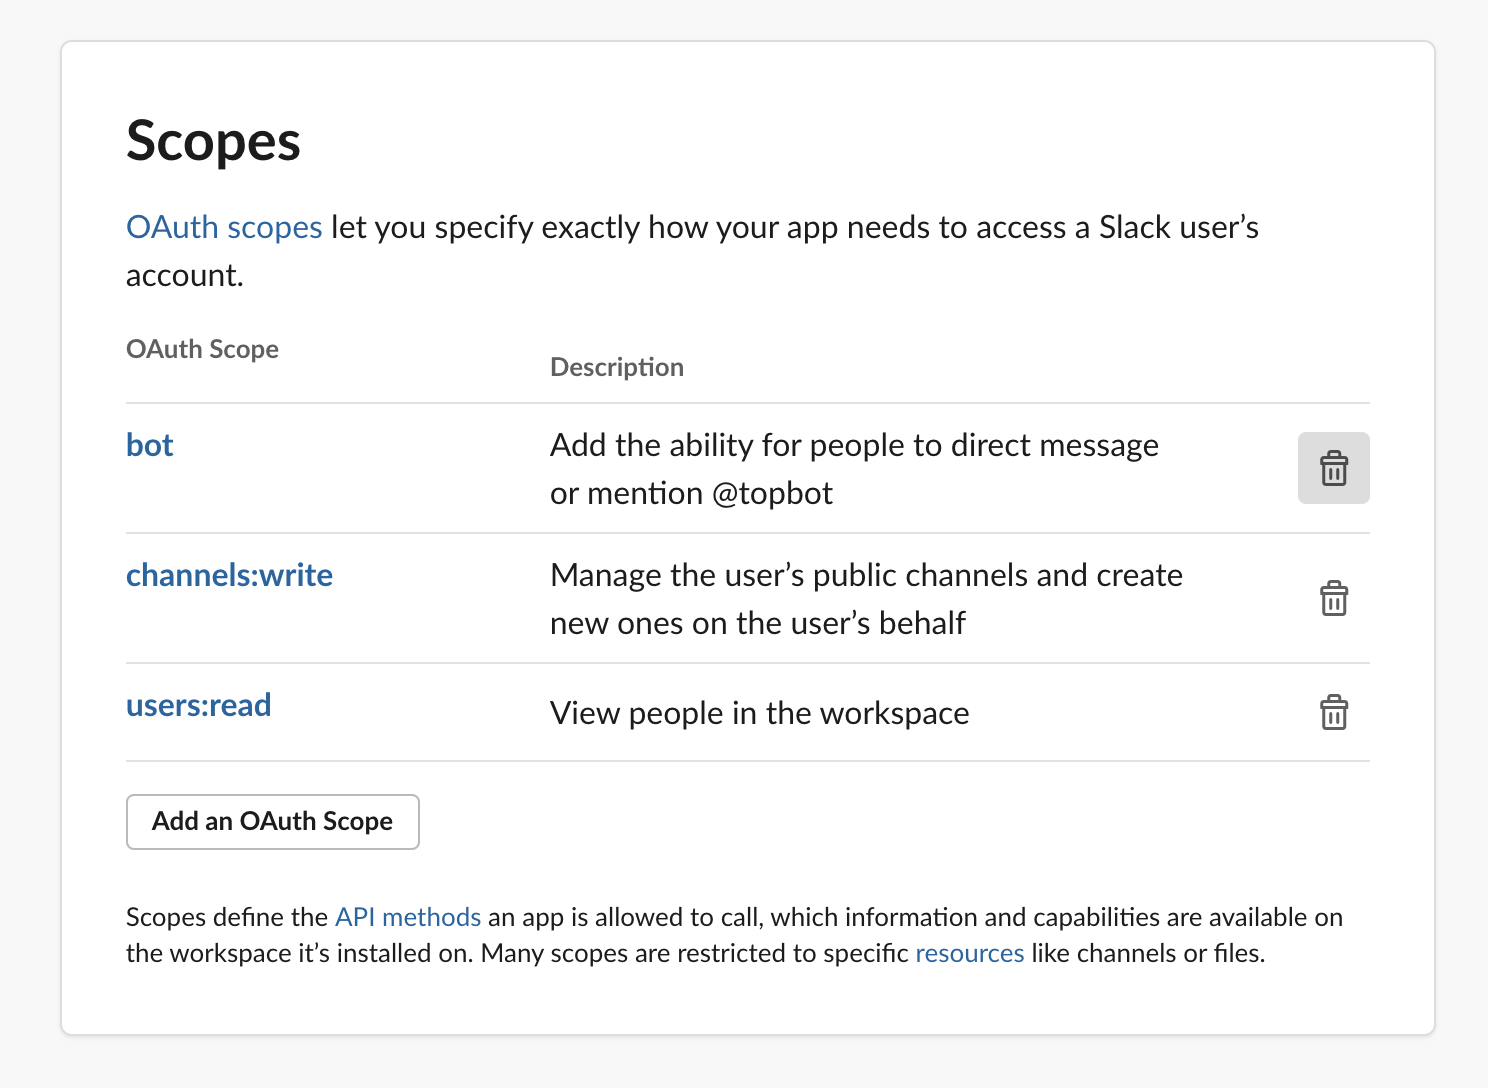 Scopes
OAuth scopes let you specify exactly how your app needs to access a Slack user’s
account.
OAuth Scope
Description
bot
Add the ability for people to direct message
or mention @topbot
channels:write
Manage the user’s public channels and create
new ones on the user’s behalf
users:read
View people in the workspace
Add an OAuth Scope
Scopes define the API methods an app is allowed to call, which information and capabilities are available on
the workspace it’s installed on. Many scopes are restricted to specific resources like channels or files.